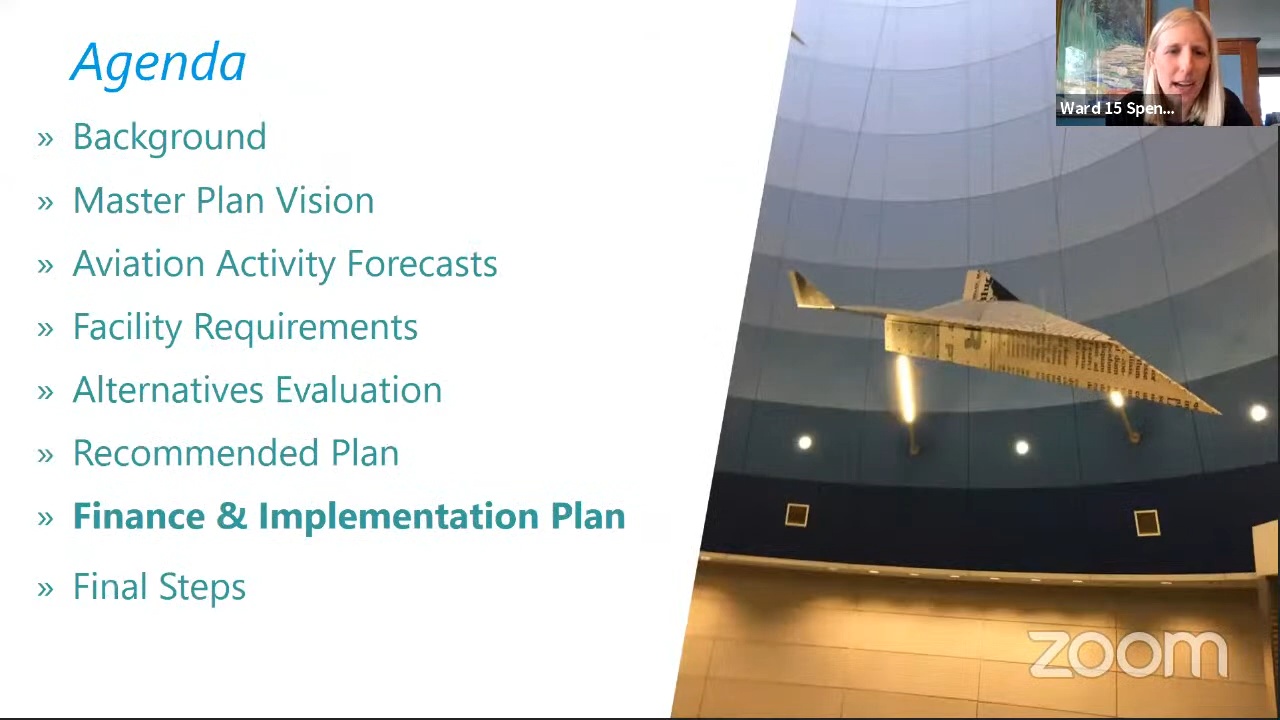 Agenda
» Background
» Master Plan Vision
» Aviation Activity Forecasts
» Facility Requirements
» Alternatives Evaluation
» Recommended Plan
» Finance & Implementation Plan
» Final Steps
Ward 15 Spen...
zoom